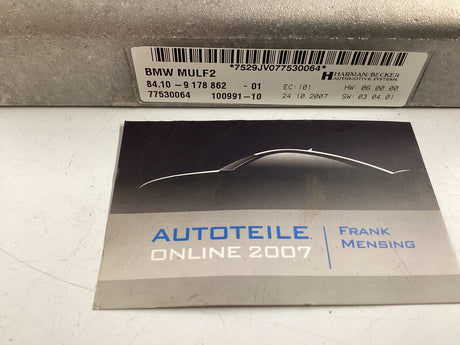 *7529JV077530064*
BMW MULF2
HARMAN/BECKER
AUTOMOTIVE SYSTEMS
84.10 - 9 178 862 - 01 EC:101 HW: 06.00.00
77530064 100991-10 24.10.2007 SW: 03.04.01
AUTOTEILE
ONLINE 2007
FRANK
MENSING